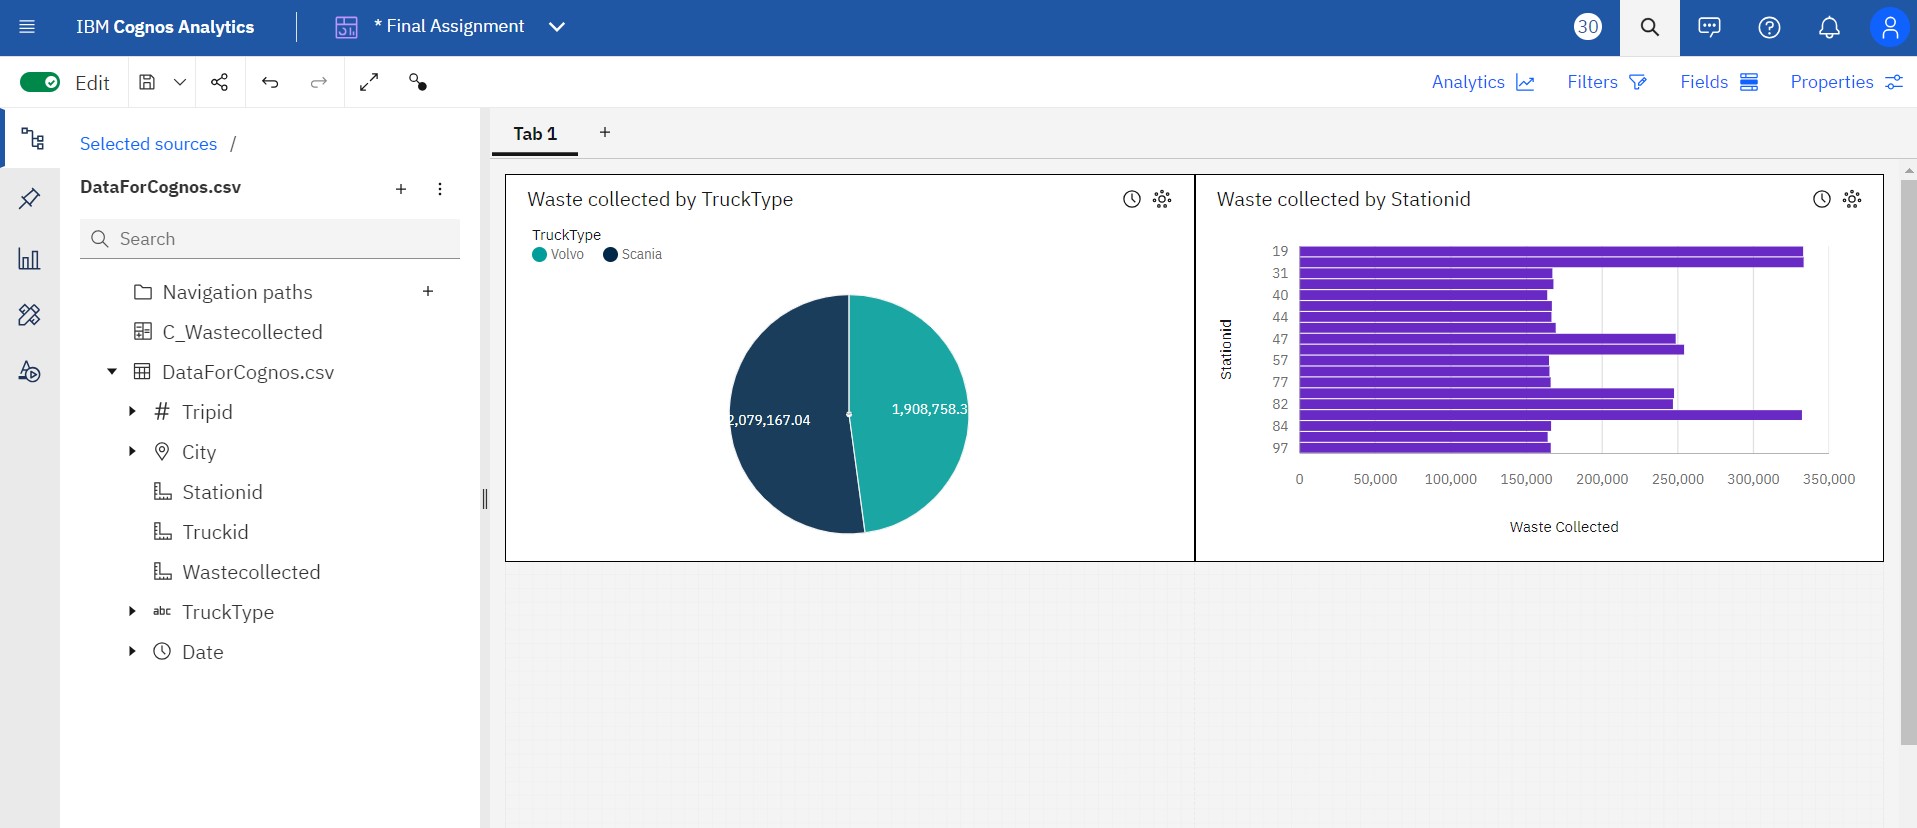 IBM Cognos Analytics
* Final Assignment
30
Edit
Analytics
Filters
Fields
Properties
Selected sources /
DataForCognos.csv
Search
Navigation paths
C_Wastecollected
DataForCognos.csv
# Tripid
City
Stationid
Truckid
Wastecollected
abc TruckType
Date
Tab 1
Waste collected by TruckType
TruckType
Volvo Scania
2,079,167.04
1,908,758.3
Waste collected by Stationid
Stationid
19
31
40
44
47
57
77
82
84
97
0 50,000 100,000 150,000 200,000 250,000 300,000 350,000
Waste Collected